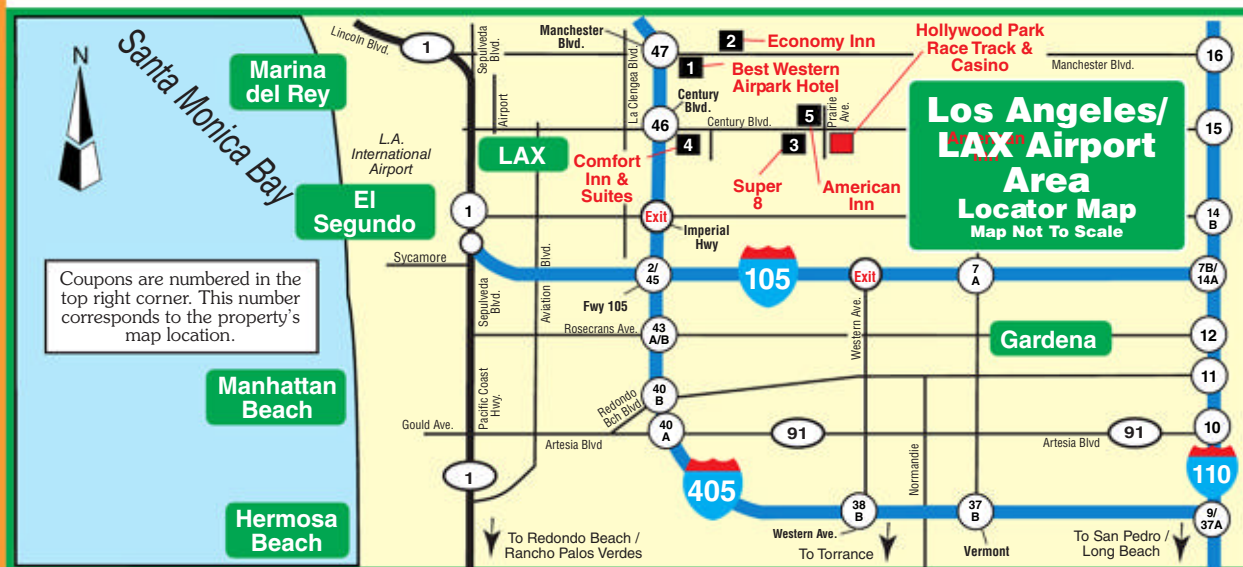 N
Santa Monica Bay
Marina
del Rey
Lincoln Blvd.
1
Sepulveda
Blvd.
Airport
L.A.
International
Airport
LAX
El
Segundo
1
Sycamore
Coupons are numbered in the
top right corner. This number
corresponds to the property's
map location.
Manhattan
Beach
Hermosa
Beach
Manchester
Blvd.
47
La Ciengea Blvd.
2
Economy Inn
1
Best Western
Airpark Hotel
Hollywood Park
Race Track &
Casino
Manchester Blvd.
16
Century
Blvd.
46
Century Blvd.
5
Prairie
Ave.
4
3
Comfort
Inn &
Suites
Super
8
American
Inn
15
Los Angeles/
LAX Airport
Area
Locator Map
Map Not To Scale
Exit
Imperial
Hwy
14
B
2/
45
Fwy 105
105
Exit
7
A
7B/
14A
Sepulveda
Blvd.
Aviation Blvd.
Rosecrans Ave.
43
A/B
Western Ave.
Gardena
12
11
Pacific Coast
Hwy.
40
B
Redondo
Bch Blvd
Gould Ave.
40
A
Artesia Blvd
91
91
Artesia Blvd
10
1
405
Normandie
110
38
B
Western Ave.
37
B
Vermont
9/
37A
To Redondo Beach /
Rancho Palos Verdes
To Torrance
To San Pedro /
Long Beach